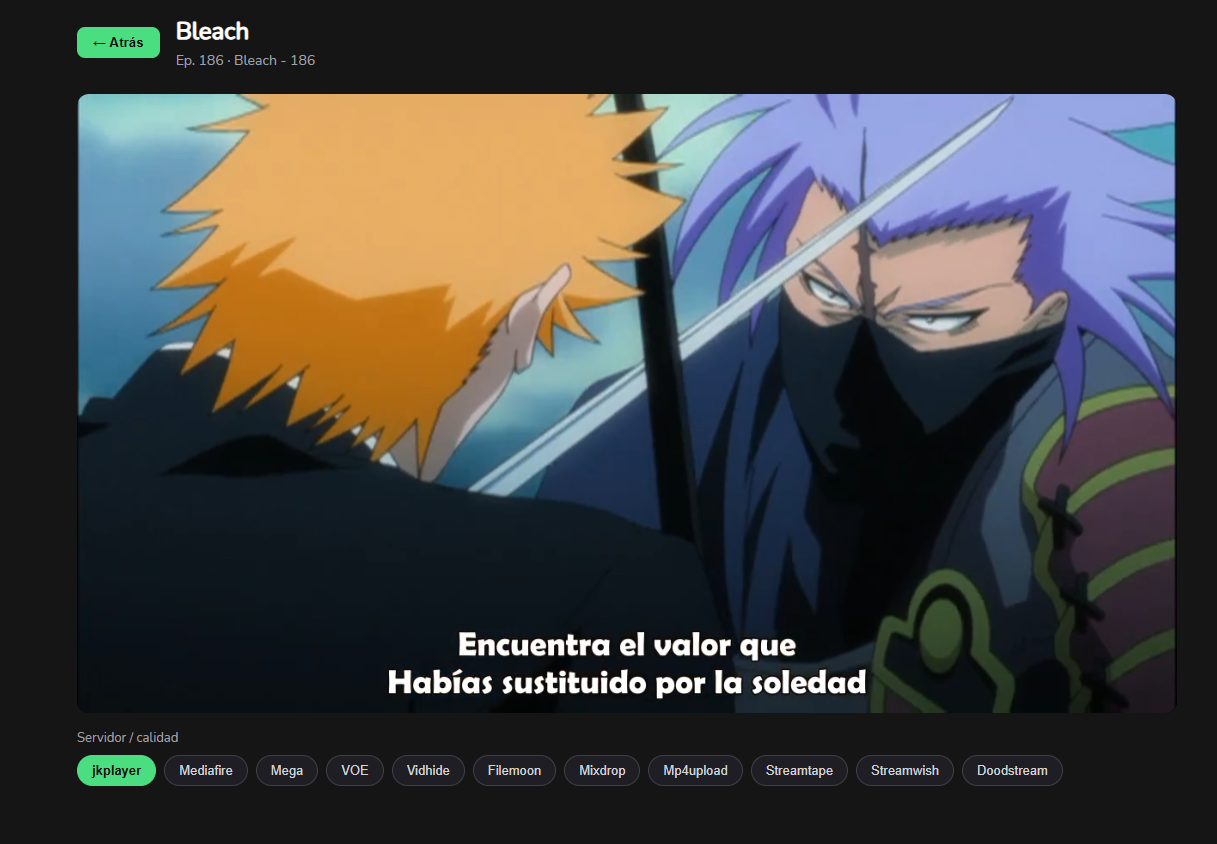 ← Atrás
Bleach
Ep. 186 · Bleach - 186
Encuentra el valor que
Habías sustituido por la soledad
Servidor / calidad
jkplayer
Mediafire
Mega
VOE
Vidhide
Filemoon
Mixdrop
Mp4upload
Streamtape
Streamwish
Doodstream